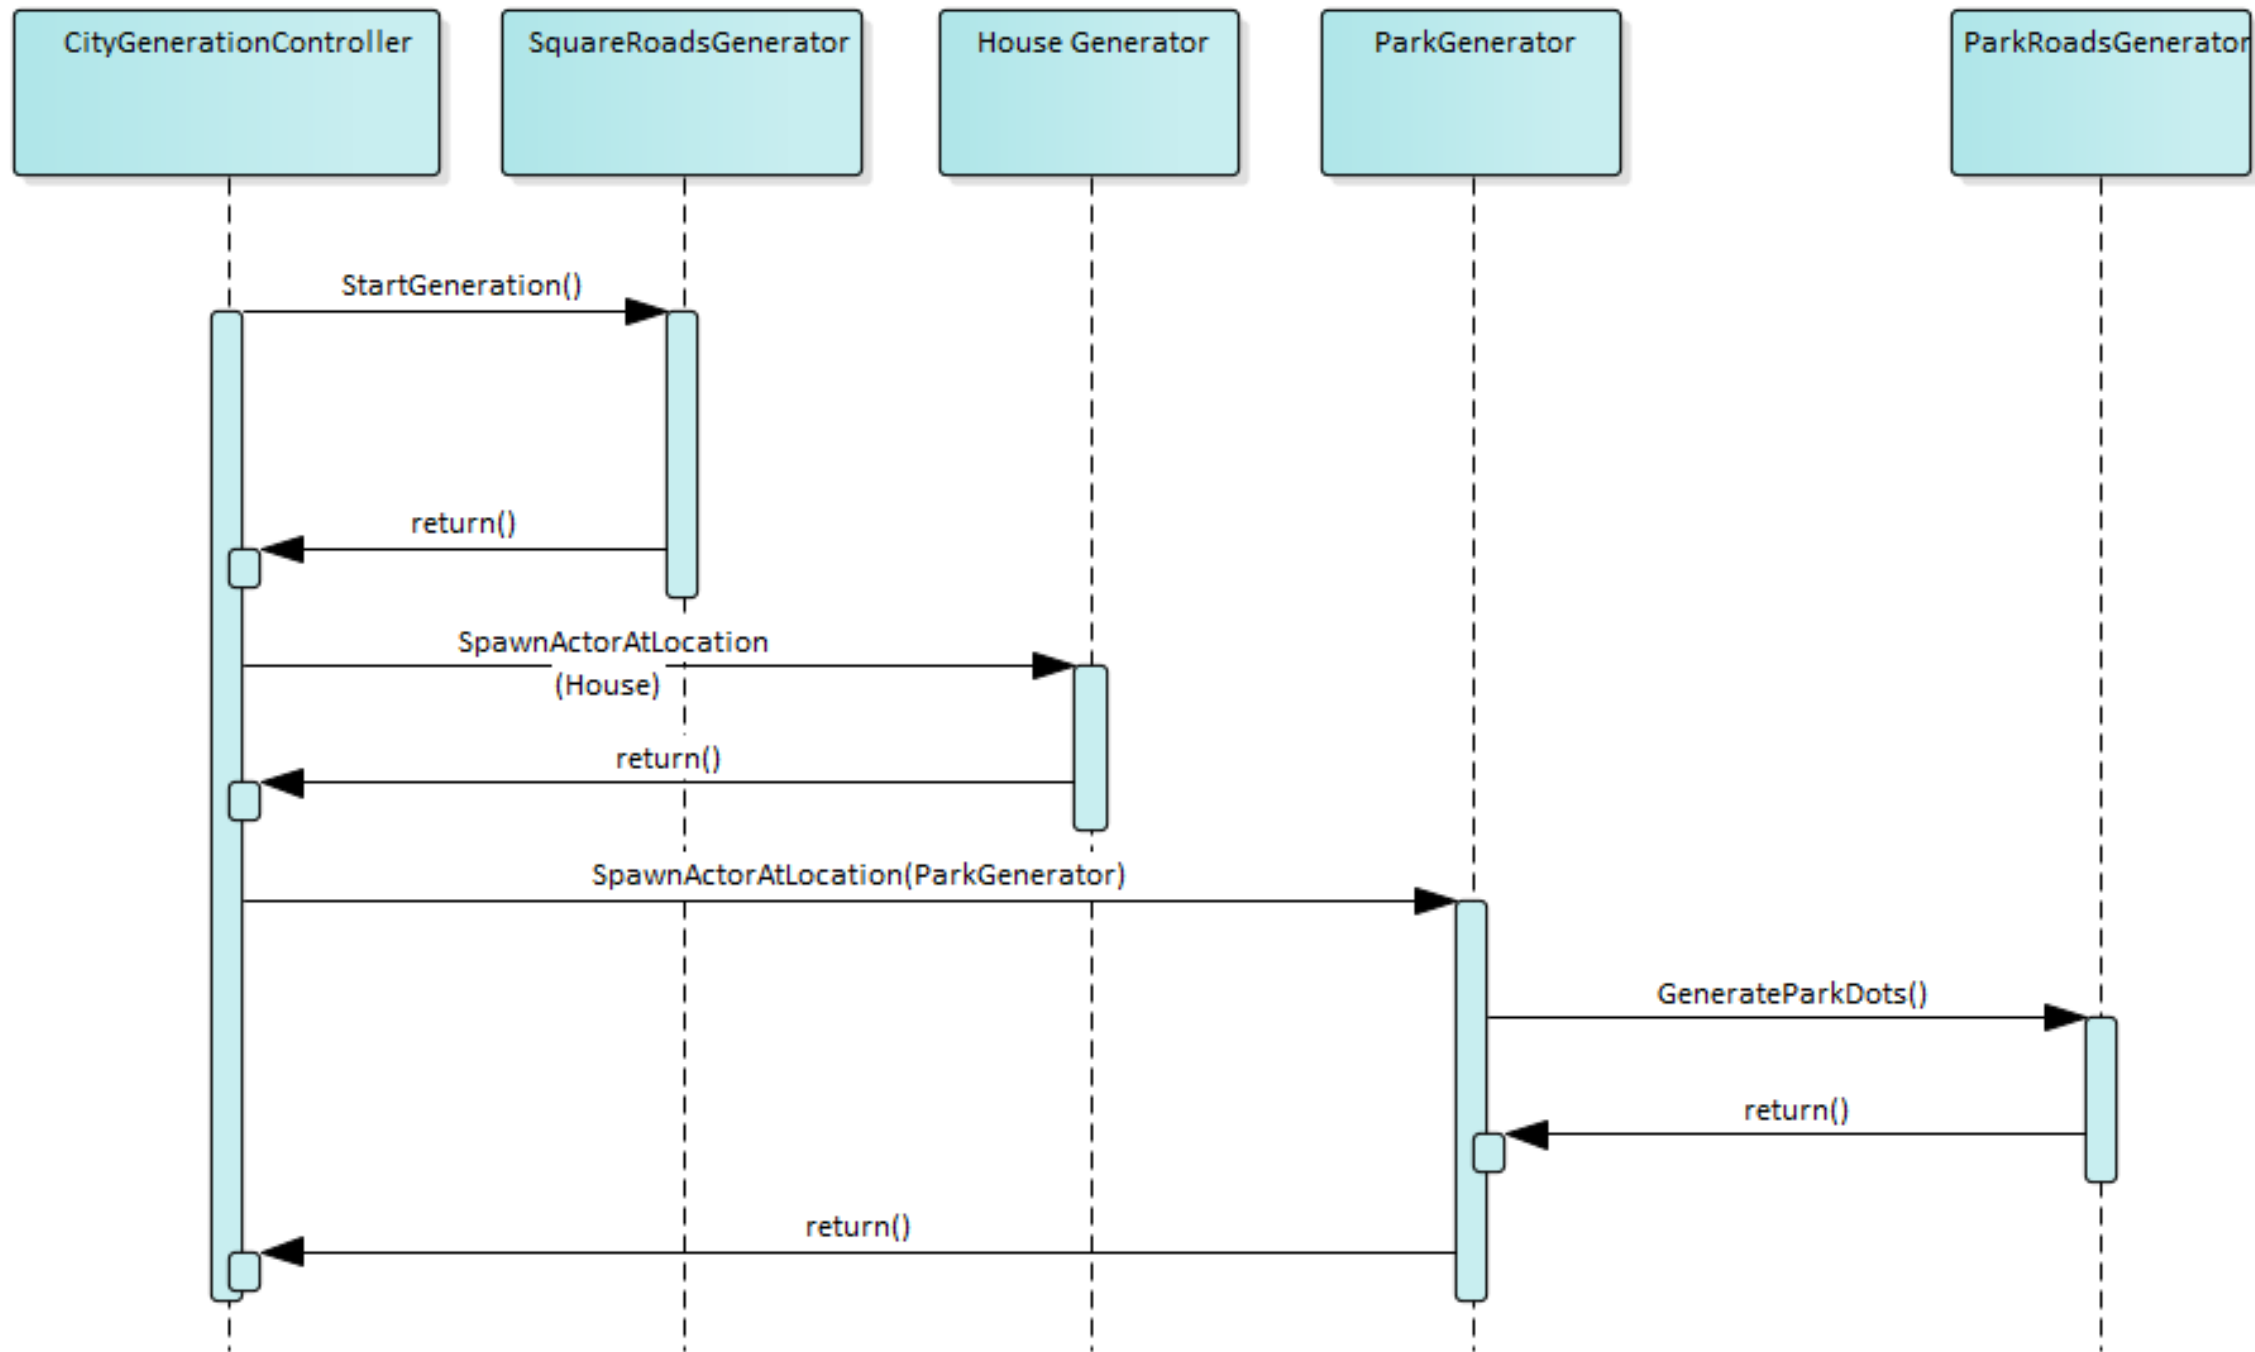 CityGenerationController
SquareRoadsGenerator
House Generator
ParkGenerator
ParkRoadsGenerator
StartGeneration()
return()
SpawnActorAtLocation
(House)
return()
SpawnActorAtLocation(ParkGenerator)
GenerateParkDots()
return()
return()